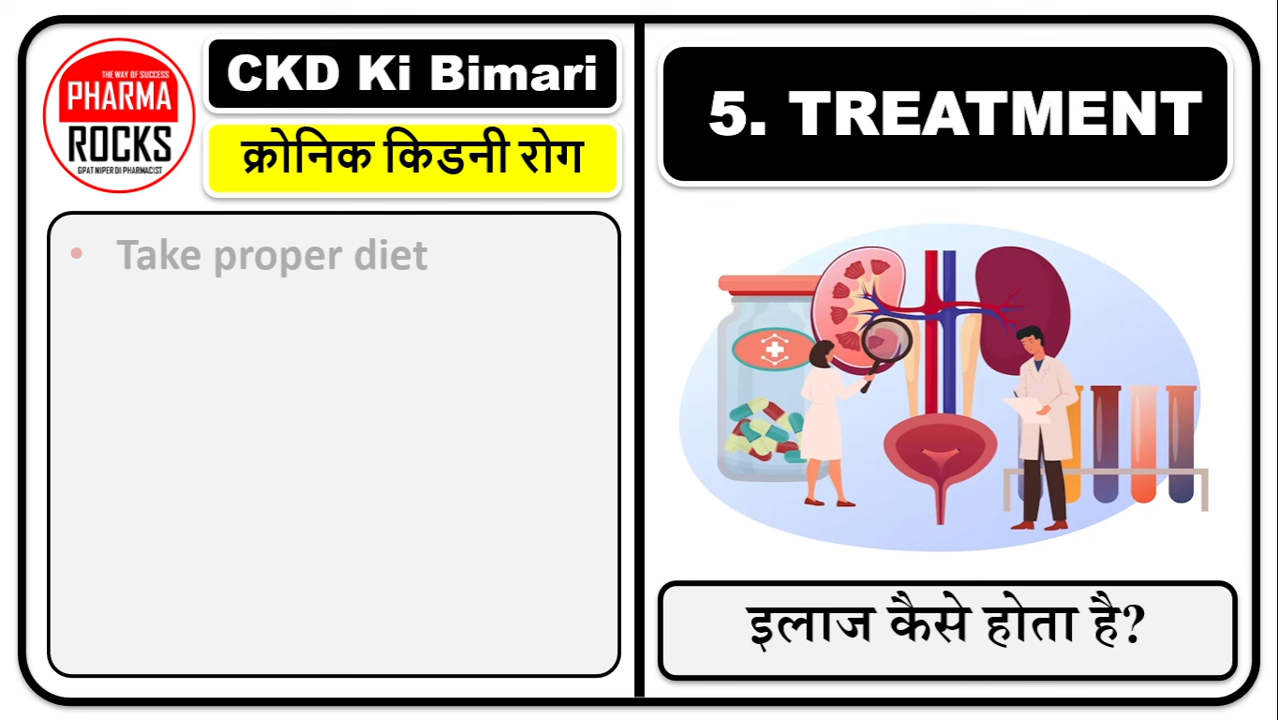 THE WAY OF SUCCESS
PHARMA
ROCKS
GPAT NIPER DI PHARMACIST
CKD Ki Bimari
क्रोनिक किडनी रोग
• Take proper diet
5. TREATMENT
इलाज कैसे होता है?